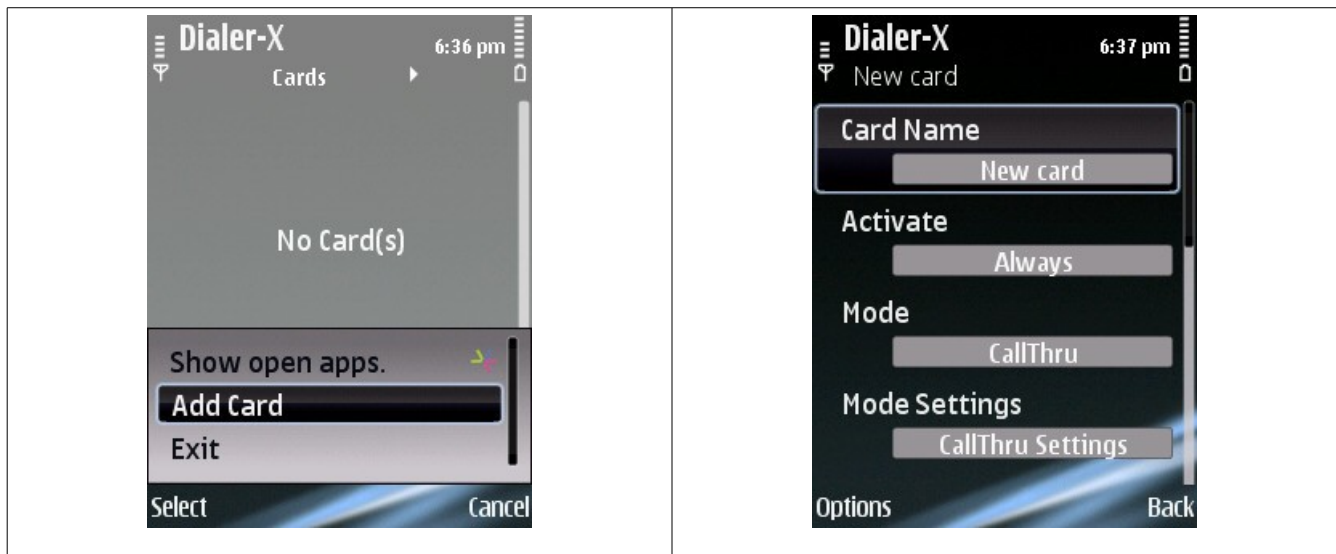 Dialer-X
6:36 pm
Cards
No Card(s)
Show open apps.
Add Card
Exit
Select
Cancel
Dialer-X
6:37 pm
New card
Card Name
New card
Activate
Always
Mode
CallThru
Mode Settings
CallThru Settings
Options
Back